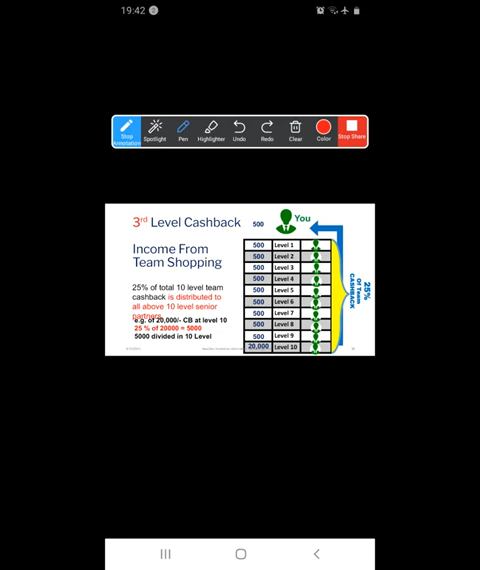 19:42
Stop Annotation
Spotlight
Pen
Highlighter
Undo
Redo
Clear
Color
Stop Share
3rd Level Cashback
500
You
Income From
Team Shopping
25% of total 10 level team
cashback is distributed to
all above 10 level senior
partners
e.g. of 20,000/- CB at level 10
25 % of 20000 = 5000
5000 divided in 10 Level
500 Level 1
500 Level 2
500 Level 3
500 Level 4
500 Level 5
500 Level 6
500 Level 7
500 Level 8
500 Level 9
20,000 Level 10
25%
Of Team
CASHBACK